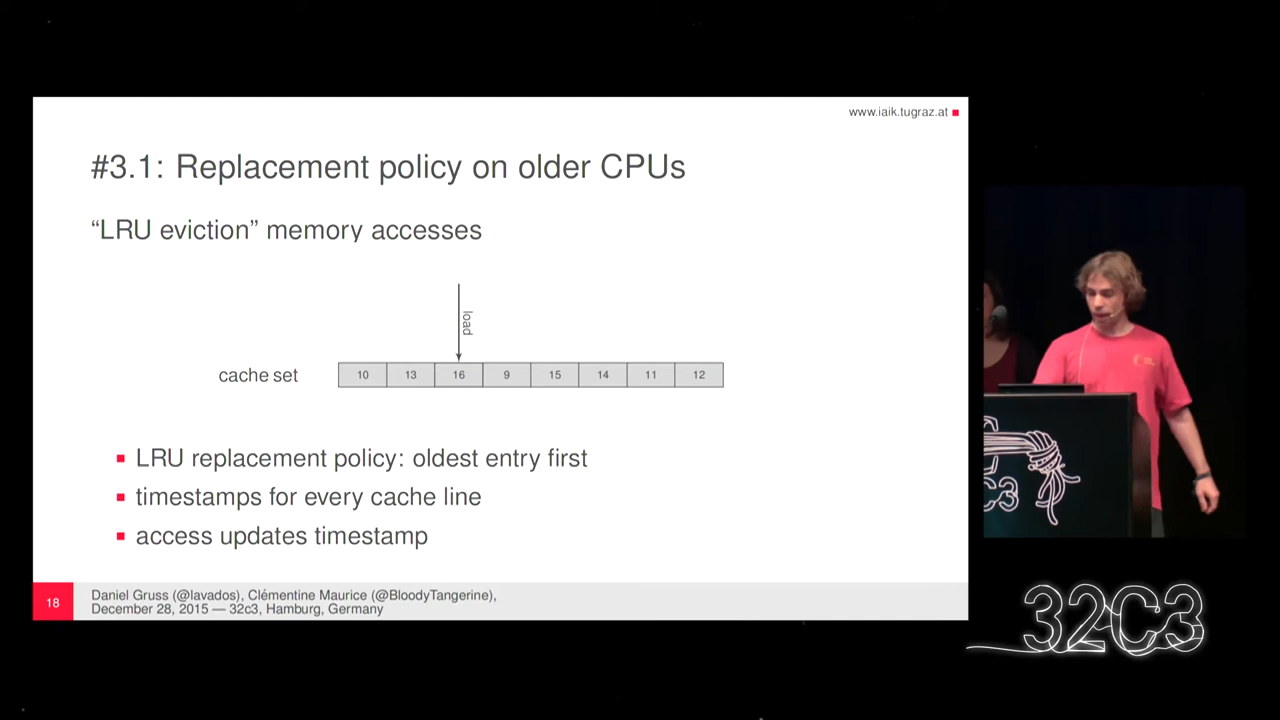 www.iaik.tugraz.at
#3.1: Replacement policy on older CPUs
“LRU eviction” memory accesses
load
cache set 10 13 16 9 15 14 11 12
LRU replacement policy: oldest entry first
timestamps for every cache line
access updates timestamp
18
Daniel Gruss (@lavados), Clémentine Maurice (@BloodyTangerine),
December 28, 2015 — 32c3, Hamburg, Germany
C3
32C3